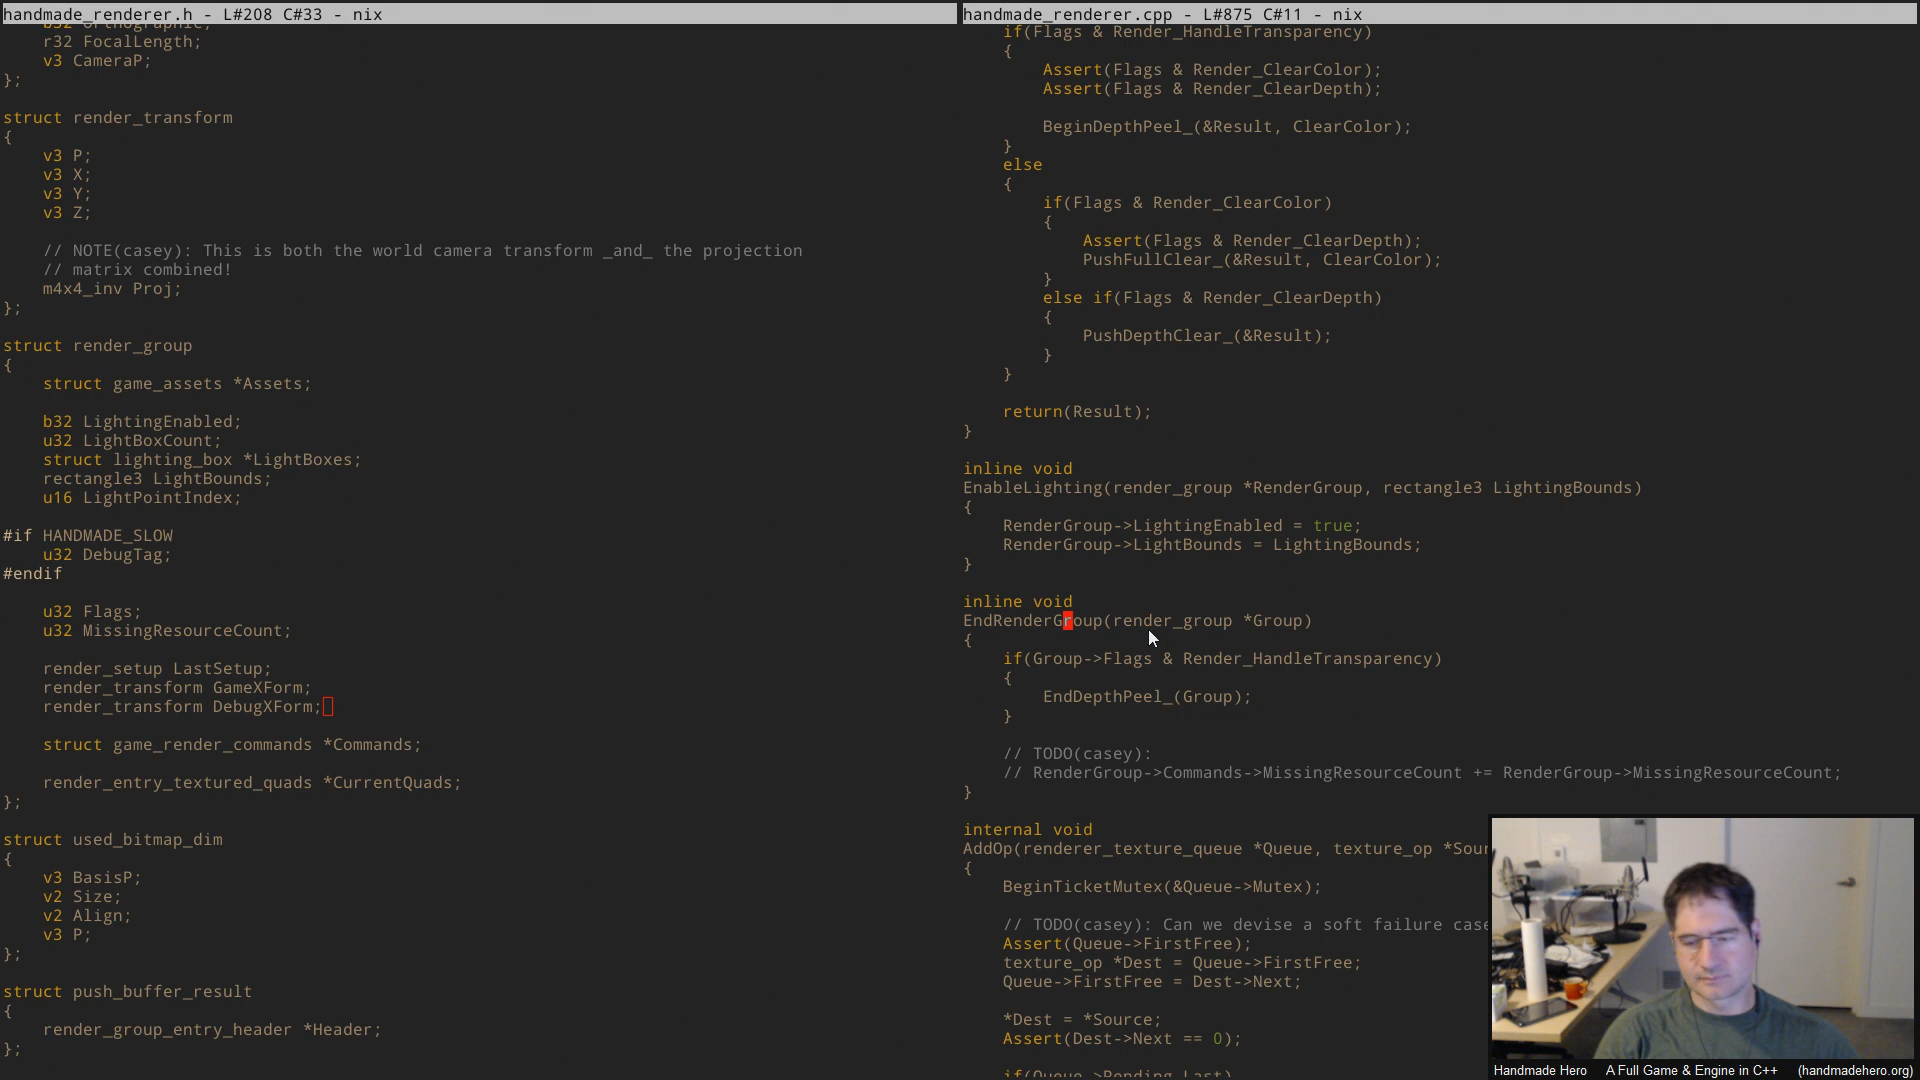 handmade_renderer.h - L#208 C#33 - nix
r32 FocalLength;
v3 CameraP;
};
struct render_transform
{
v3 P;
v3 X;
v3 Y;
v3 Z;
// NOTE(casey): This is both the world camera transform _and_ the projection
// matrix combined!
m4x4_inv Proj;
};
struct render_group
{
struct game_assets *Assets;
b32 LightingEnabled;
u32 LightBoxCount;
struct lighting_box *LightBoxes;
rectangle3 LightBounds;
u16 LightPointIndex;
#if HANDMADE_SLOW
u32 DebugTag;
#endif
u32 Flags;
u32 MissingResourceCount;
render_setup LastSetup;
render_transform GameXForm;
render_transform DebugXForm;
struct game_render_commands *Commands;
render_entry_textured_quads *CurrentQuads;
};
struct used_bitmap_dim
{
v3 BasisP;
v2 Size;
v2 Align;
v3 P;
};
struct push_buffer_result
{
render_group_entry_header *Header;
};
handmade_renderer.cpp - L#875 C#11 - nix
if(Flags & Render_HandleTransparency)
{
Assert(Flags & Render_ClearColor);
Assert(Flags & Render_ClearDepth);
BeginDepthPeel_(&Result, ClearColor);
}
else
{
if(Flags & Render_ClearColor)
{
Assert(Flags & Render_ClearDepth);
PushFullClear_(&Result, ClearColor);
}
else if(Flags & Render_ClearDepth)
{
PushDepthClear_(&Result);
}
}
return(Result);
}
inline void
EnableLighting(render_group *RenderGroup, rectangle3 LightingBounds)
{
RenderGroup->LightingEnabled = true;
RenderGroup->LightBounds = LightingBounds;
}
inline void
EndRenderGroup(render_group *Group)
{
if(Group->Flags & Render_HandleTransparency)
{
EndDepthPeel_(Group);
}
// TODO(casey):
// RenderGroup->Commands->MissingResourceCount += RenderGroup->MissingResourceCount;
}
internal void
AddOp(renderer_texture_queue *Queue, texture_op *Sour
{
BeginTicketMutex(&Queue->Mutex);
// TODO(casey): Can we devise a soft failure case
Assert(Queue->FirstFree);
texture_op *Dest = Queue->FirstFree;
Queue->FirstFree = Dest->Next;
*Dest = *Source;
Assert(Dest->Next == 0);
Handmade Hero A Full Game & Engine in C++ (handmadehero.org)